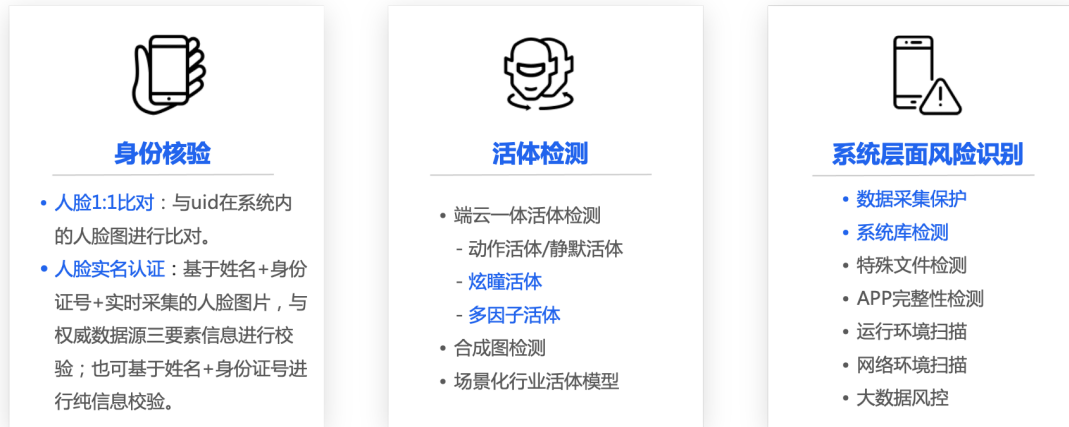 身份核验
• 人脸1:1比对：与uid在系统内
的人脸图进行比对。
• 人脸实名认证：基于姓名+身份
证号+实时采集的人脸图片，与
权威数据源三要素信息进行校
验；也可基于姓名+身份证号进
行纯信息校验。
活体检测
• 端云一体活体检测
- 动作活体/静默活体
- 炫瞳活体
- 多因子活体
• 合成图检测
• 场景化行业活体模型
系统层面风险识别
• 数据采集保护
• 系统库检测
• 特殊文件检测
• APP完整性检测
• 运行环境扫描
• 网络环境扫描
• 大数据风控